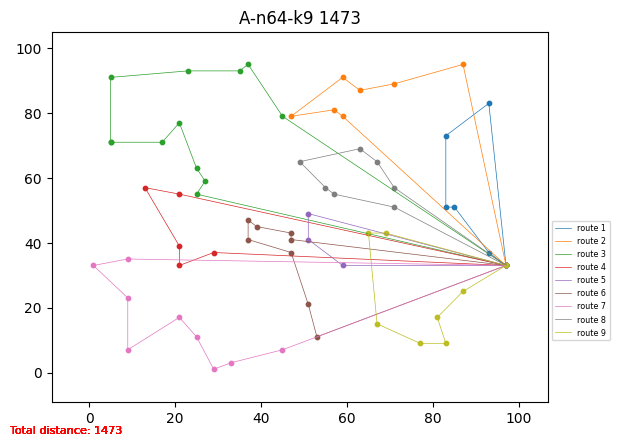 A-n64-k9 1473
100
80
60
40
20
0
0 20 40 60 80 100
route 1
route 2
route 3
route 4
route 5
route 6
route 7
route 8
route 9
Total distance: 1473